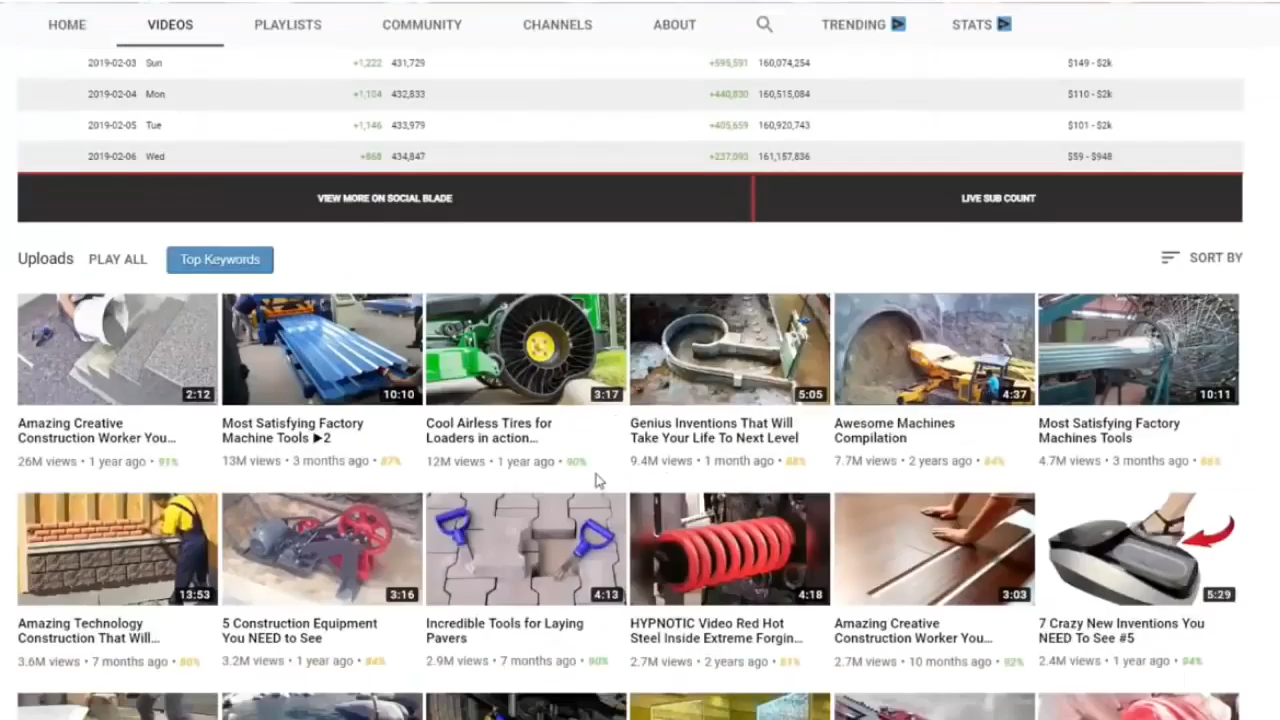 HOME VIDEOS PLAYLISTS COMMUNITY CHANNELS ABOUT TRENDING STATS
2019-02-03 Sun +1,222 431,729 +595,591 160,074,254 $149 - $2k
2019-02-04 Mon +1,104 432,833 +440,830 160,515,084 $110 - $2k
2019-02-05 Tue +1,146 433,979 +405,659 160,920,743 $101 - $2k
2019-02-06 Wed +868 434,847 +237,093 161,157,836 $59 - $948
VIEW MORE ON SOCIAL BLADE LIVE SUB COUNT
Uploads PLAY ALL Top Keywords SORT BY
2:12 10:10 3:17 5:05 4:37 10:11
Amazing Creative Most Satisfying Factory Cool Airless Tires for Genius Inventions That Will Awesome Machines Most Satisfying Factory
Construction Worker You... Machine Tools ▶2 Loaders in action... Take Your Life To Next Level Compilation Machines Tools
26M views • 1 year ago • 91% 13M views • 3 months ago • 87% 12M views • 1 year ago • 90% 9.4M views • 1 month ago • 88% 7.7M views • 2 years ago • 84% 4.7M views • 3 months ago • 86%
13:53 3:16 4:13 4:18 3:03 5:29
Amazing Technology 5 Construction Equipment Incredible Tools for Laying HYPNOTIC Video Red Hot Amazing Creative 7 Crazy New Inventions You
Construction That Will... You NEED to See Pavers Steel Inside Extreme Forgin... Construction Worker You... NEED To See #5
3.6M views • 7 months ago • 86% 3.2M views • 1 year ago • 84% 2.9M views • 7 months ago • 90% 2.7M views • 2 years ago • 81% 2.7M views • 10 months ago • 92% 2.4M views • 1 year ago • 94%